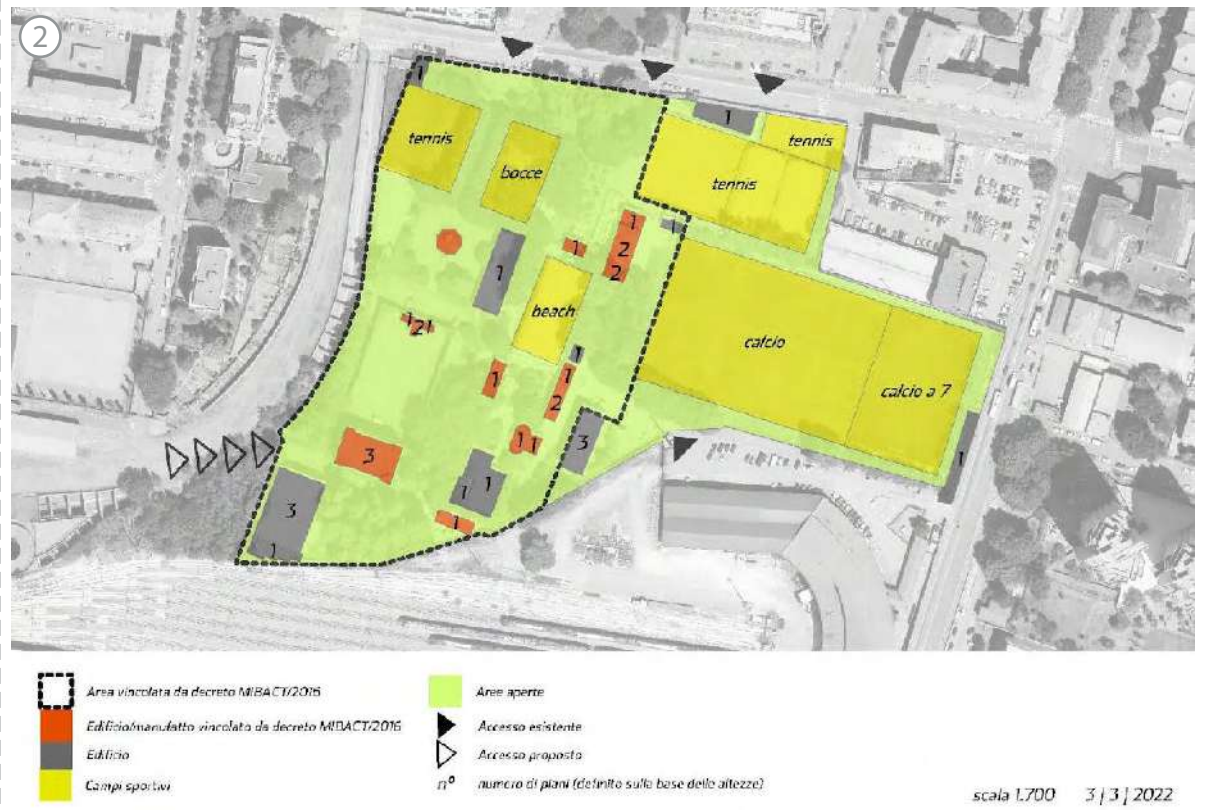 2
1
tennis
bocce
1
tennis
tennis
1
1
2
2
1
1
beach
1 2 1
calcio
1
1
1
2
calcio a 7
3
1 1
3
1
1
1
3
1
1
Area vincolata da decreto MIBACT/2016
Edificio/manufatto vincolato da decreto MIBACT/2016
Edificio
Campi sportivi
Aree aperte
Accesso esistente
Accesso proposto
n° numero di piani (definito sulla base delle altezze)
scala 1.700 3 | 3 | 2022